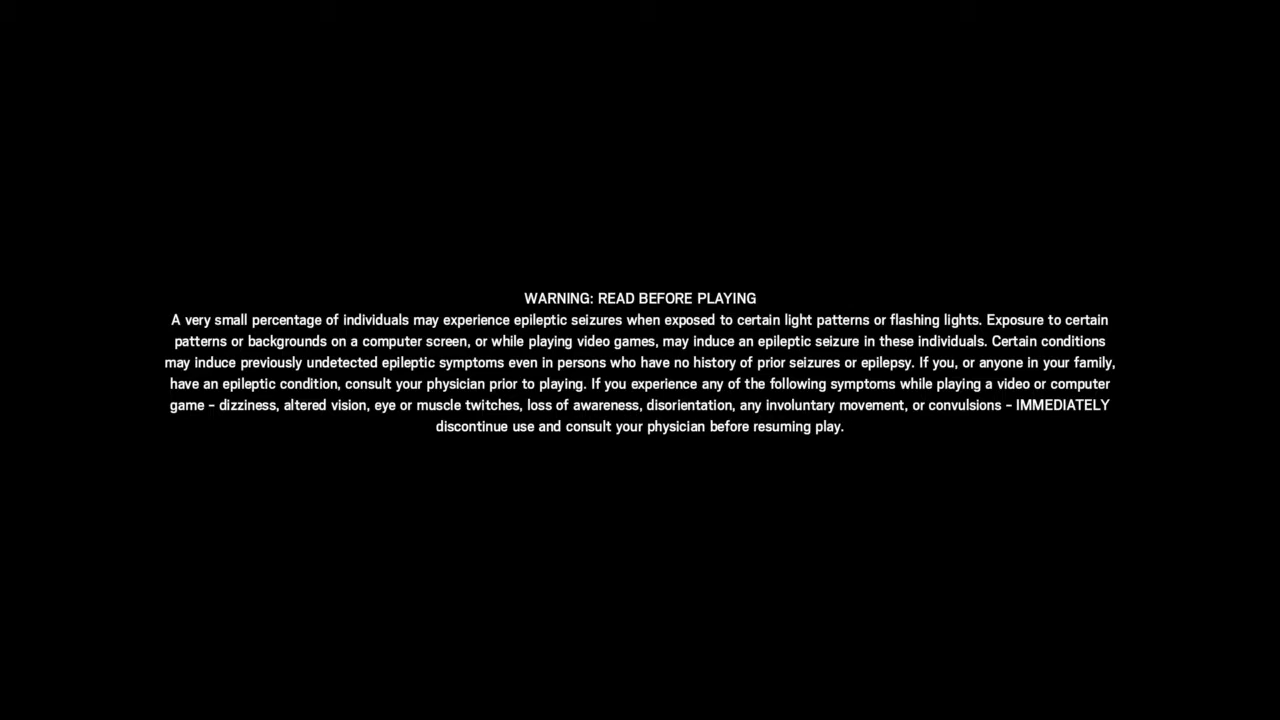 WARNING: READ BEFORE PLAYING
A very small percentage of individuals may experience epileptic seizures when exposed to certain light patterns or flashing lights. Exposure to certain
patterns or backgrounds on a computer screen, or while playing video games, may induce an epileptic seizure in these individuals. Certain conditions
may induce previously undetected epileptic symptoms even in persons who have no history of prior seizures or epilepsy. If you, or anyone in your family,
have an epileptic condition, consult your physician prior to playing. If you experience any of the following symptoms while playing a video or computer
game - dizziness, altered vision, eye or muscle twitches, loss of awareness, disorientation, any involuntary movement, or convulsions - IMMEDIATELY
discontinue use and consult your physician before resuming play.